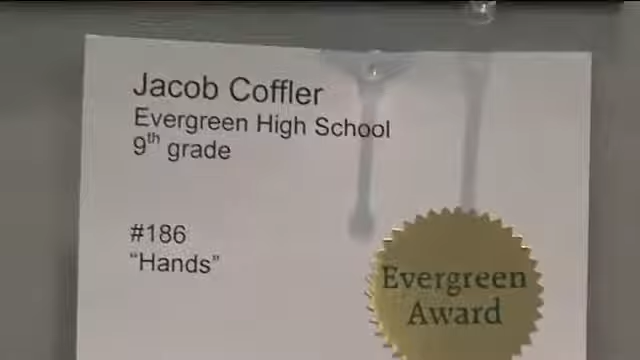 Jacob Coffler
Evergreen High School
9th grade
#186
“Hands”
Evergreen
Award